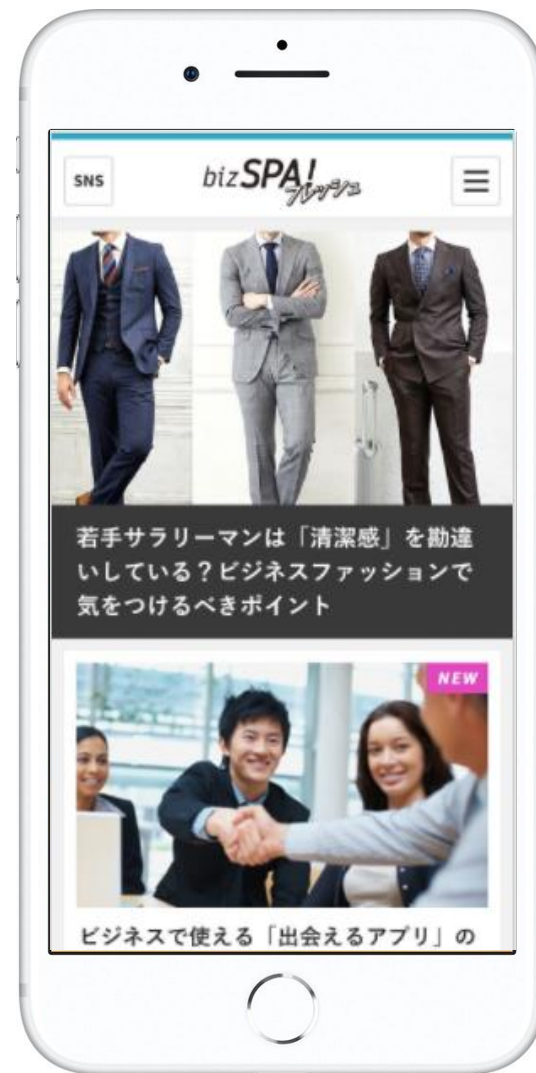 SNS
bizSPA!
フレッシュ
若手サラリーマンは「清潔感」を勘違
いしている？ビジネスファッションで
気をつけるべきポイント
NEW
ビジネスで使える「出会えるアプリ」の